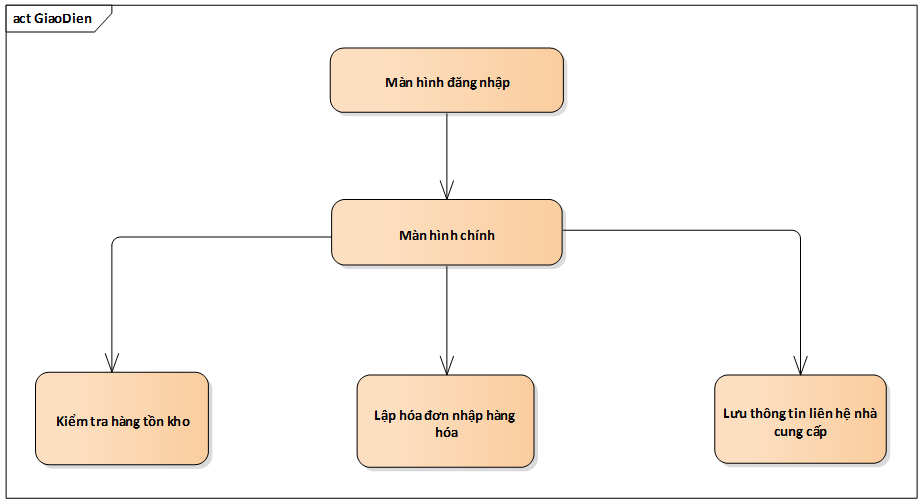 act GiaoDien
Màn hình đăng nhập
Màn hình chính
Kiểm tra hàng tồn kho
Lập hóa đơn nhập hàng
hóa
Lưu thông tin liên hệ nhà
cung cấp